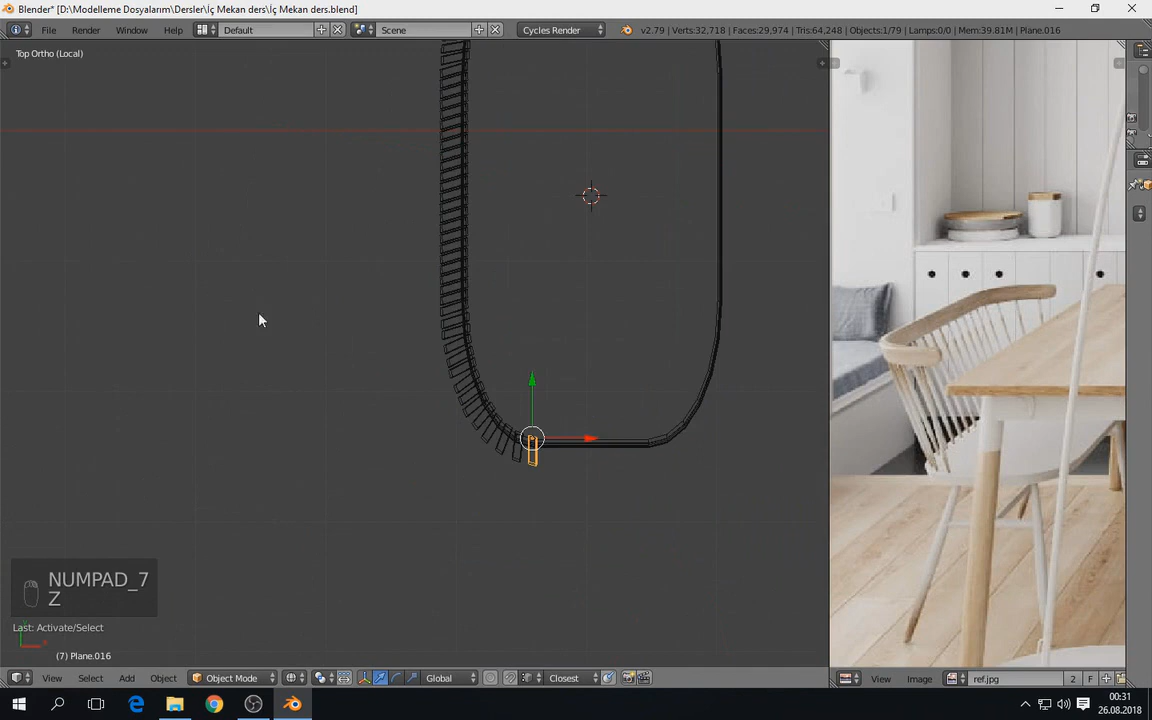 Blender* [D:\Modelleme Dosyalarım\Dersler\İç Mekan ders\İç Mekan ders.blend]
File
Render
Window
Help
Default
Scene
Cycles Render
v2.79 | Verts:32,718 | Faces:29,974 | Tris:64,248 | Objects:1/79 | Lamps:0/0 | Mem:39.81M | Plane.016
Top Ortho (Local)
NUMPAD_7
Z
Last: Activate/Select
(7) Plane.016
View
Select
Add
Object
Object Mode
Global
Closest
View
Image
ref.jpg
2
F
00:31
26.08.2018